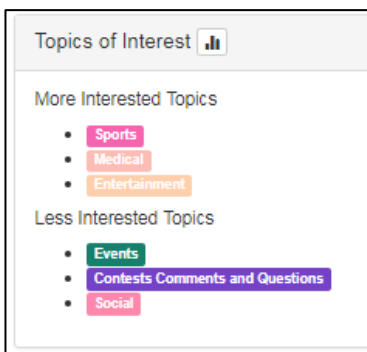 Topics of Interest
More Interested Topics
Sports
Medical
Entertainment
Less Interested Topics
Events
Contests Comments and Questions
Social